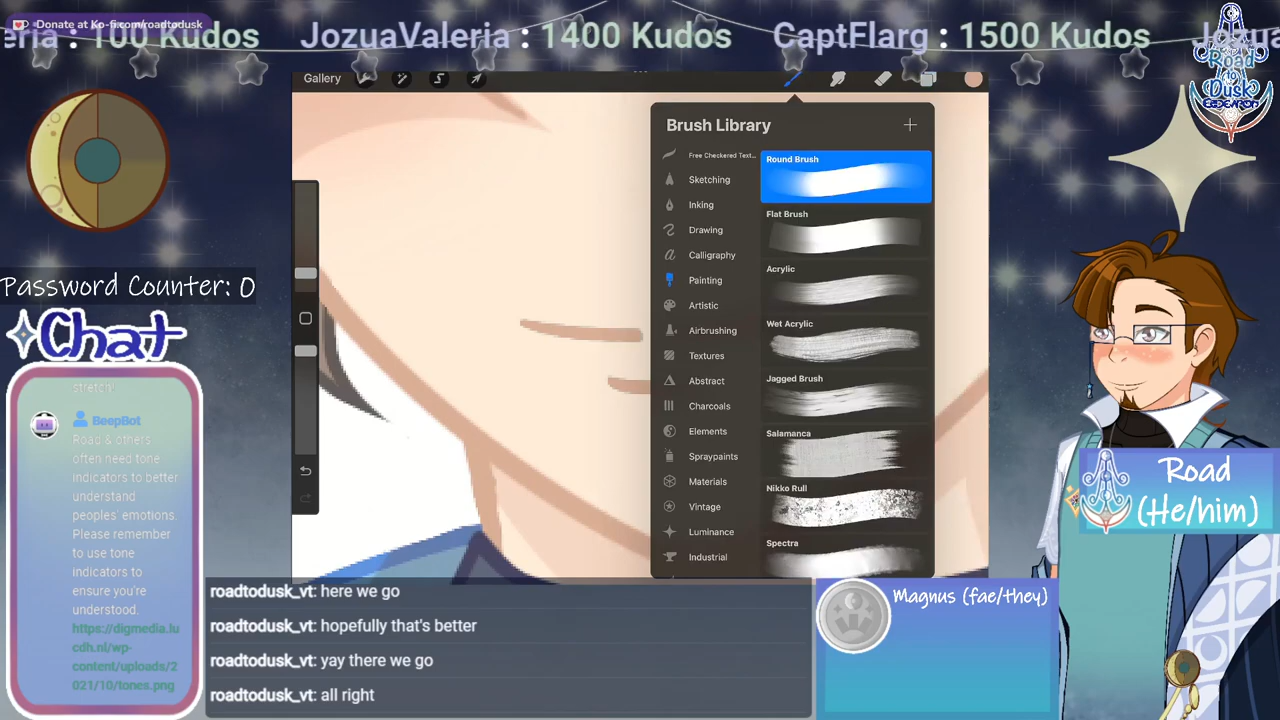 Donate at Ko-fi.com/roadtodusk
eria : 100 Kudos JozuaValeria : 1400 Kudos CaptFlarg : 1500 Kudos Jozua
Road
to
Dusk
Gallery
Brush Library
Free Checkered Text...
Sketching
Inking
Drawing
Calligraphy
Painting
Artistic
Airbrushing
Textures
Abstract
Charcoals
Elements
Spraypaints
Materials
Vintage
Luminance
Industrial
Round Brush
Flat Brush
Acrylic
Wet Acrylic
Jagged Brush
Salamanca
Nikko Rull
Spectra
Password Counter: 0
Chat
stretch!
BeepBot
Road & others
often need tone
indicators to better
understand
peoples' emotions.
Please remember
to use tone
indicators to
ensure you're
understood.
https://digmedia.lu
cdh.nl/wp-
content/uploads/2
021/10/tones.png
roadtodusk_vt: here we go
roadtodusk_vt: hopefully that's better
roadtodusk_vt: yay there we go
roadtodusk_vt: all right
Road
(He/him)
Magnus (fae/they)